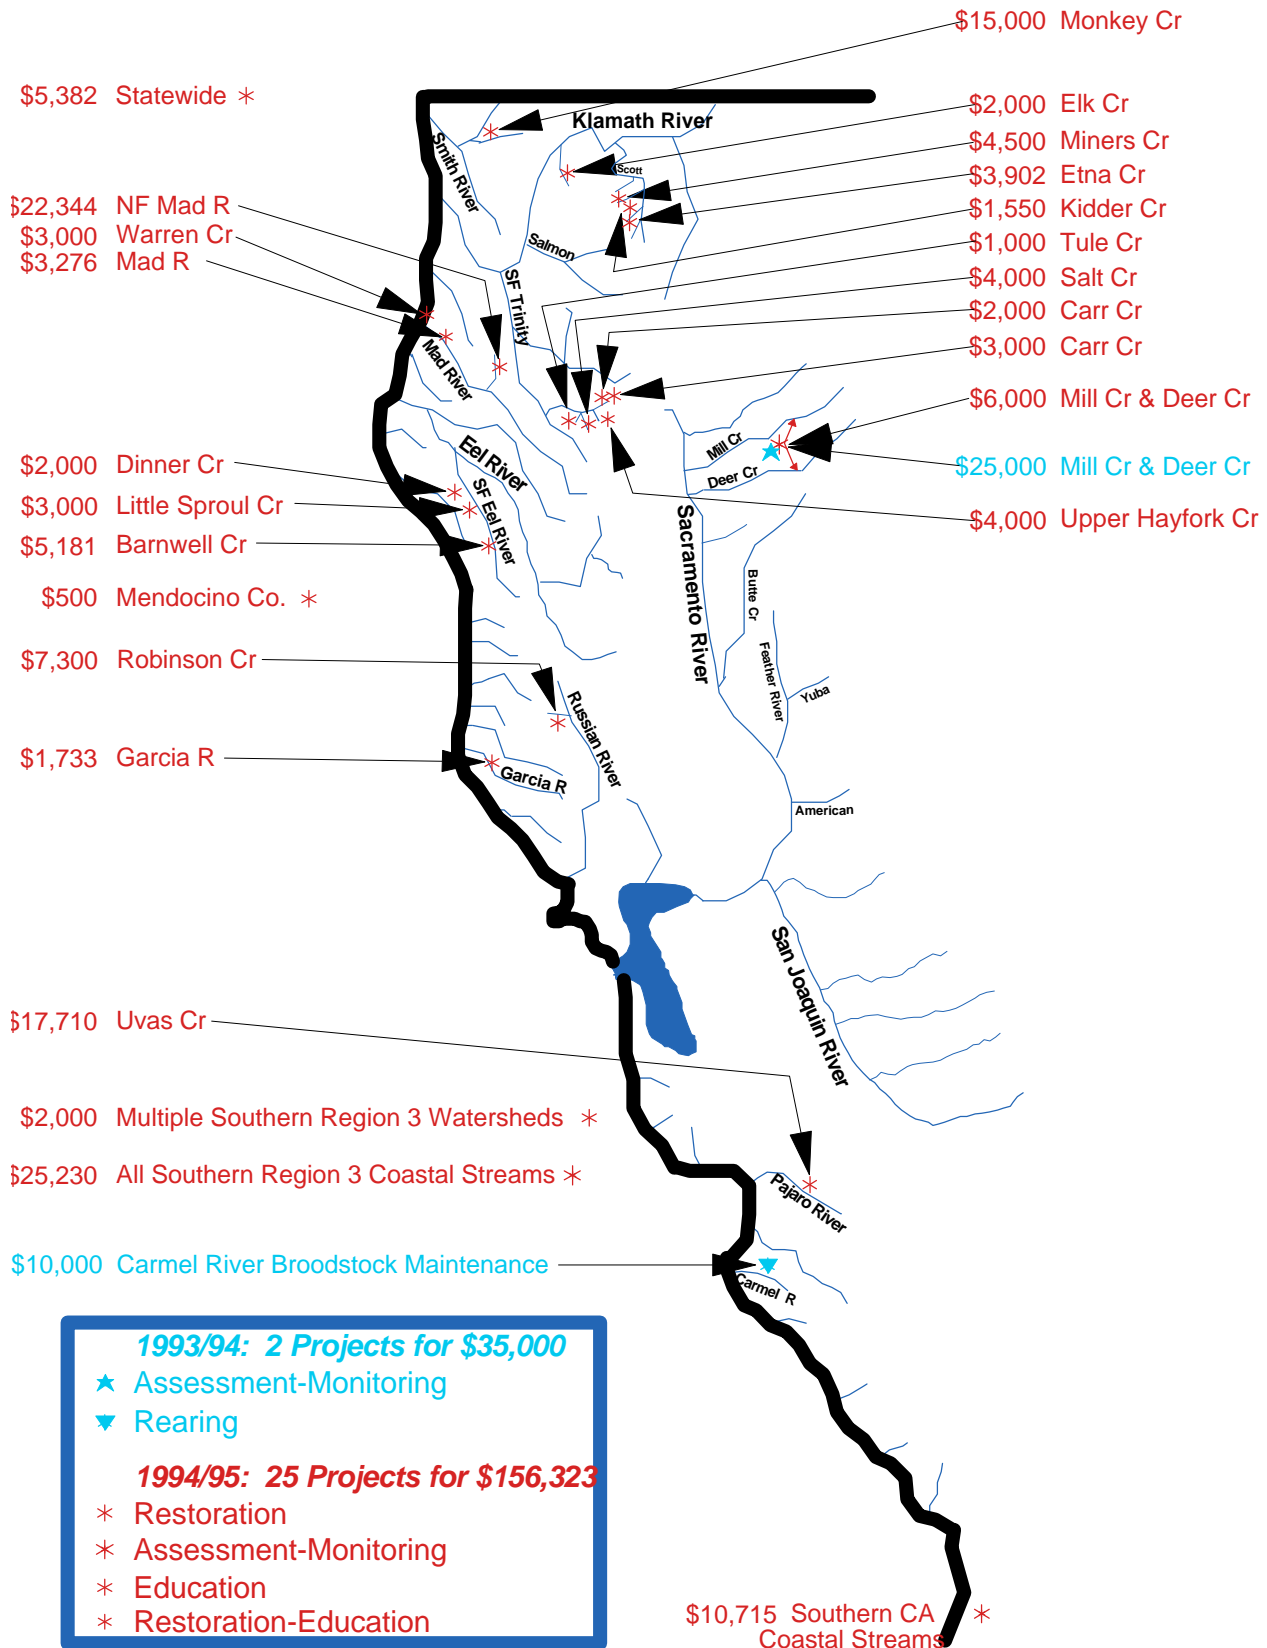 $15,000 Monkey Cr
$5,382 Statewide *
$2,000 Elk Cr
Klamath River
$4,500 Miners Cr
Smith River
Scott
$3,902 Etna Cr
$22,344 NF Mad R
$1,550 Kidder Cr
$3,000 Warren Cr
Salmon
$1,000 Tule Cr
$3,276 Mad R
SF Trinity
$4,000 Salt Cr
$2,000 Carr Cr
Mad River
$3,000 Carr Cr
$6,000 Mill Cr & Deer Cr
Mill Cr
Eel River
$2,000 Dinner Cr
Deer Cr
$25,000 Mill Cr & Deer Cr
$3,000 Little Sproul Cr
SF Eel River
$4,000 Upper Hayfork Cr
$5,181 Barnwell Cr
Sacramento River
Butte Cr
$500 Mendocino Co. *
$7,300 Robinson Cr
Feather River
Yuba
Russian River
$1,733 Garcia R
Garcia R
American
San Joaquin River
$17,710 Uvas Cr
$2,000 Multiple Southern Region 3 Watersheds *
$25,230 All Southern Region 3 Coastal Streams *
Pajaro River
$10,000 Carmel River Broodstock Maintenance
Carmel R
1993/94: 2 Projects for $35,000
Assessment-Monitoring
Rearing
1994/95: 25 Projects for $156,323
* Restoration
* Assessment-Monitoring
* Education
* Restoration-Education
$10,715 Southern CA *
Coastal Streams